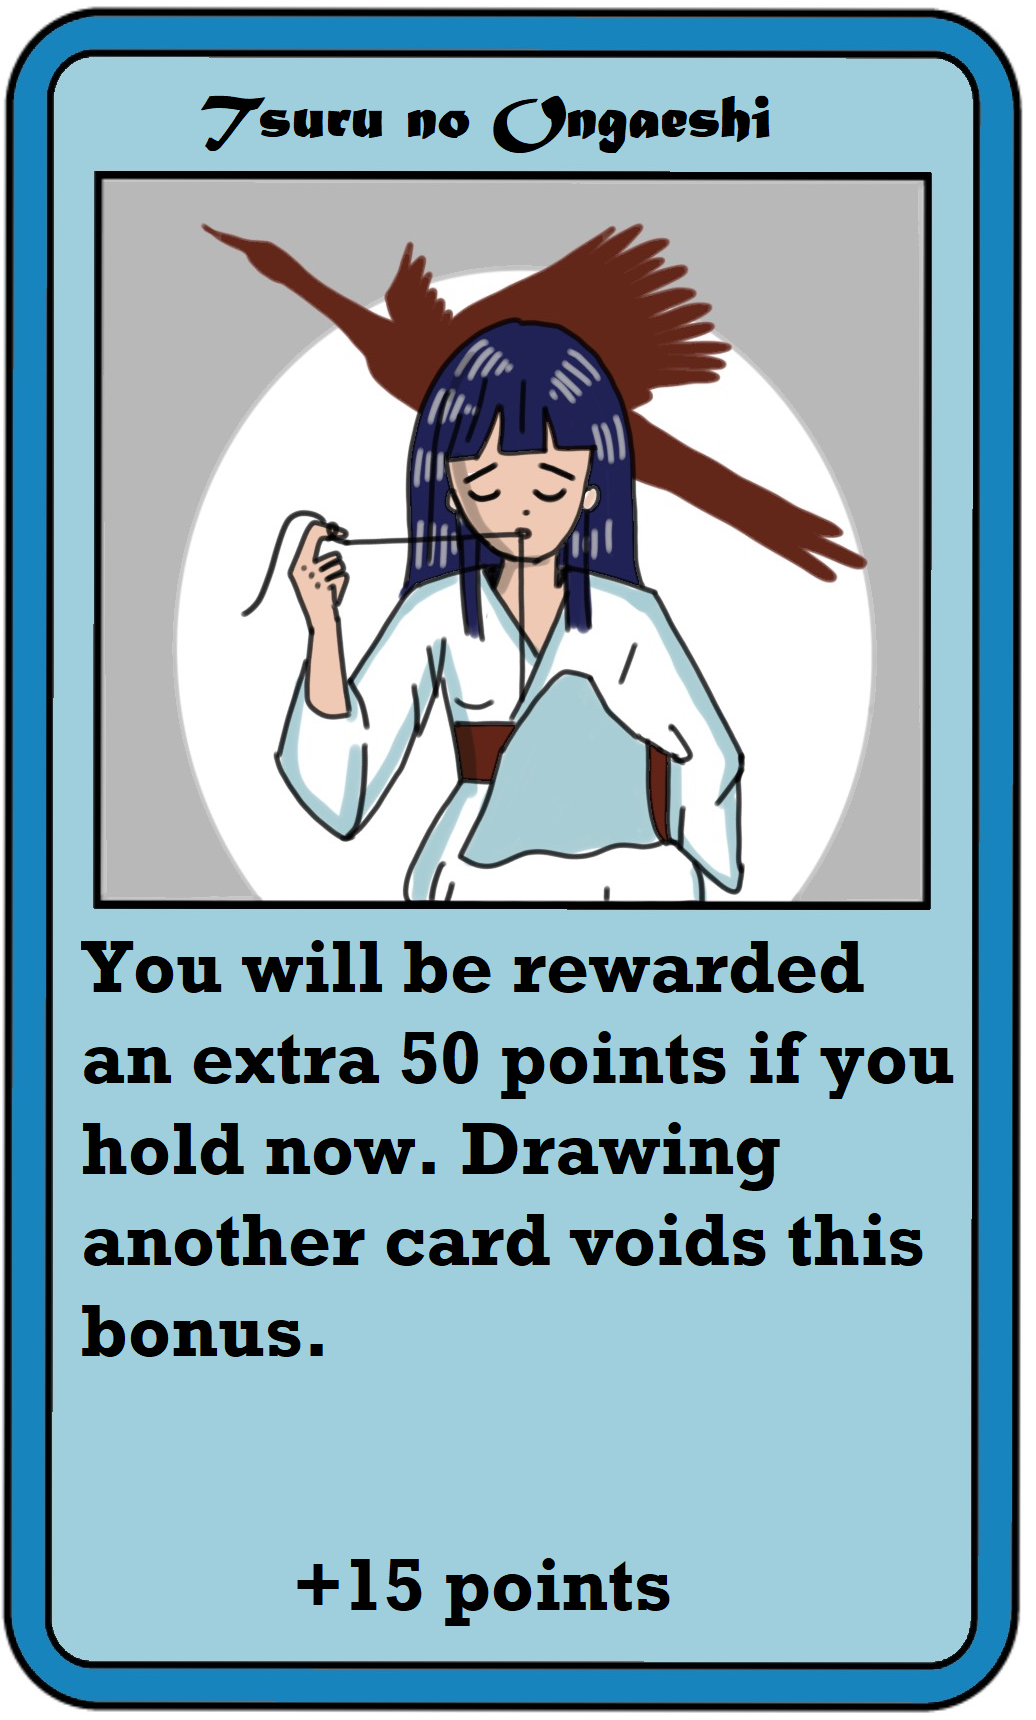 Tsuru no Ongaeshi
You will be rewarded
an extra 50 points if you
hold now. Drawing
another card voids this
bonus.
+15 points